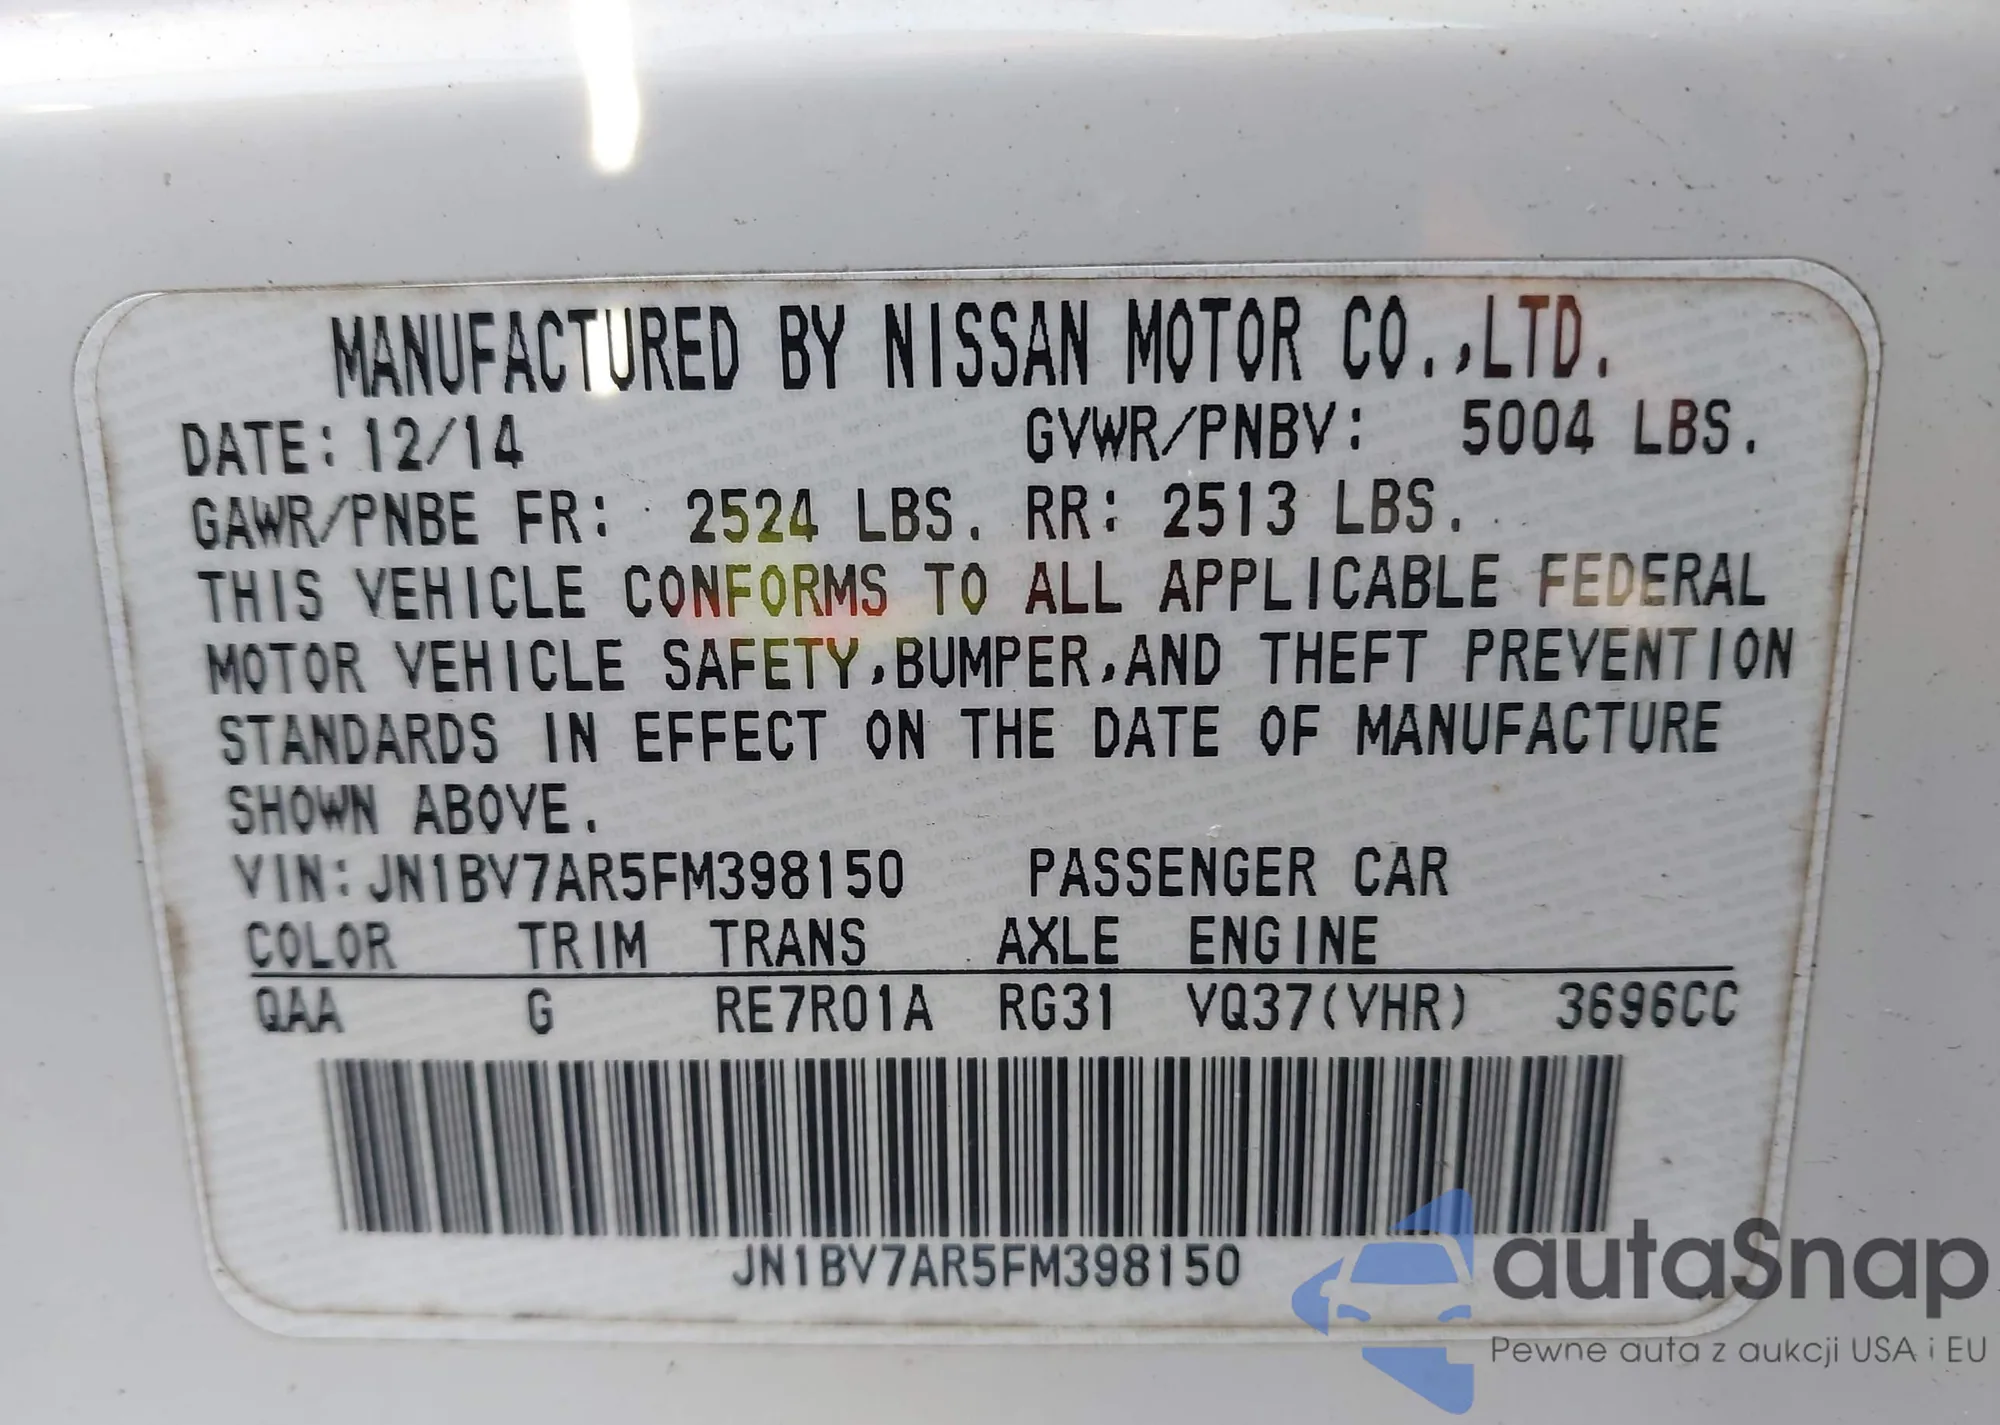 MANUFACTURED BY NISSAN MOTOR CO.,LTD.
DATE: 12/14 GVWR/PNBV: 5004 LBS.
GAWR/PNBE FR: 2524 LBS. RR: 2513 LBS.
THIS VEHICLE CONFORMS TO ALL APPLICABLE FEDERAL
MOTOR VEHICLE SAFETY,BUMPER,AND THEFT PREVENTION
STANDARDS IN EFFECT ON THE DATE OF MANUFACTURE
SHOWN ABOVE.
VIN: JN1BV7AR5FM398150 PASSENGER CAR
COLOR TRIM TRANS AXLE ENGINE
QAA G RE7R01A RG31 VQ37(VHR) 3696CC
JN1BV7AR5FM398150
autaSnap
Pewne auta z aukcji USA i EU